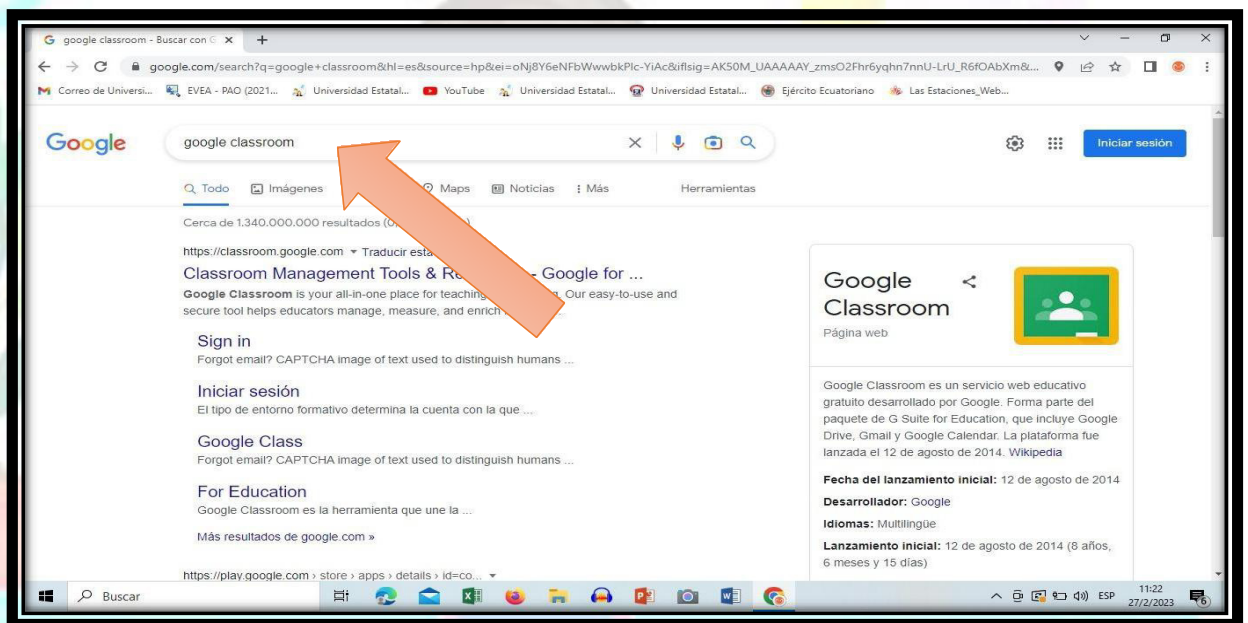 google classroom - Buscar con G
google.com/search?q=google+classroom&hl=es&source=hp&ei=oNj8Y6eNFbWwwbkPlc-YiAc&iflsig=AK50M_UAAAAAY_zmsO2Fhr6yqhn7nnU-LrU_R6fOAbXm&...
Correo de Universi... EVEA - PAO (2021... Universidad Estatal... YouTube Universidad Estatal... Universidad Estatal... Ejército Ecuatoriano Las Estaciones_Web...
Google google classroom Iniciar sesión
Todo Imágenes Maps Noticias Más Herramientas
Cerca de 1.340.000.000 resultados
https://classroom.google.com Traducir
Classroom Management Tools & - Google for ...
Google Classroom is your all-in-one place for teaching Our easy-to-use and
secure tool helps educators manage, measure, and enrich
Sign in
Forgot email? CAPTCHA image of text used to distinguish humans ...
Iniciar sesión
El tipo de entorno formativo determina la cuenta con la que ...
Google Class
Forgot email? CAPTCHA image of text used to distinguish humans ...
For Education
Google Classroom es la herramienta que une la ...
Más resultados de google.com »
https://play.google.com › store › apps › details › id=co...
Google
Classroom
Página web
Google Classroom es un servicio web educativo
gratuito desarrollado por Google. Forma parte del
paquete de G Suite for Education, que incluye Google
Drive, Gmail y Google Calendar. La plataforma fue
lanzada el 12 de agosto de 2014. Wikipedia
Fecha del lanzamiento inicial: 12 de agosto de 2014
Desarrollador: Google
Idiomas: Multilingüe
Lanzamiento inicial: 12 de agosto de 2014 (8 años,
6 meses y 15 días)
Buscar ESP 11:22
27/2/2023 6